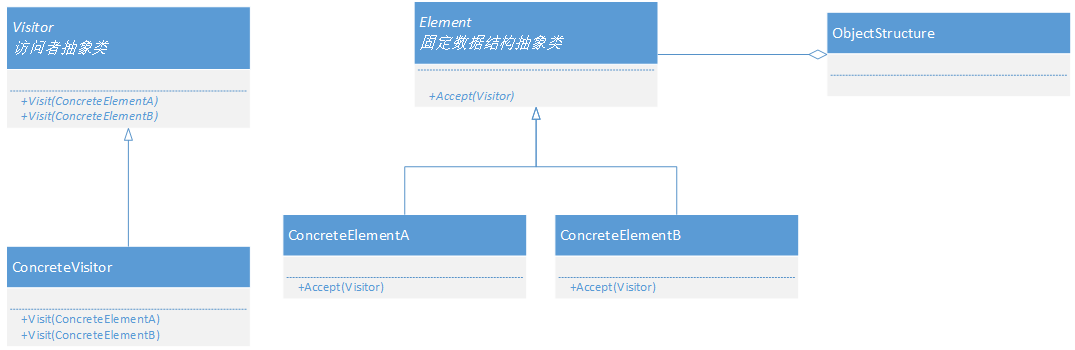 Visitor
访问者抽象类
+Visit(ConcreteElementA)
+Visit(ConcreteElementB)
Element
固定数据结构抽象类
+Accept(Visitor)
ObjectStructure
ConcreteVisitor
+Visit(ConcreteElementA)
+Visit(ConcreteElementB)
ConcreteElementA
+Accept(Visitor)
ConcreteElementB
+Accept(Visitor)